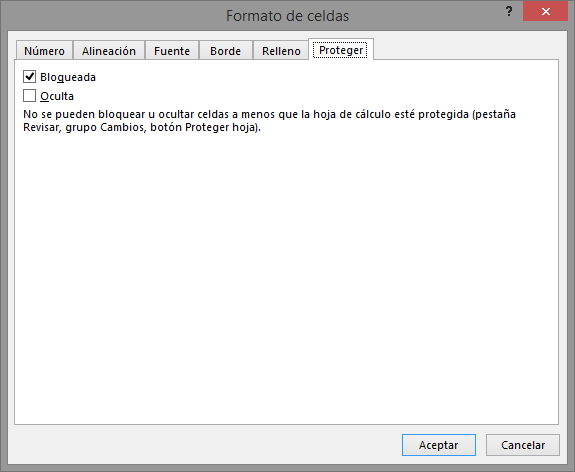 Formato de celdas
?
Número Alineación Fuente Borde Relleno Proteger
Bloqueada
Oculta
No se pueden bloquear u ocultar celdas a menos que la hoja de cálculo esté protegida (pestaña
Revisar, grupo Cambios, botón Proteger hoja).
Aceptar Cancelar